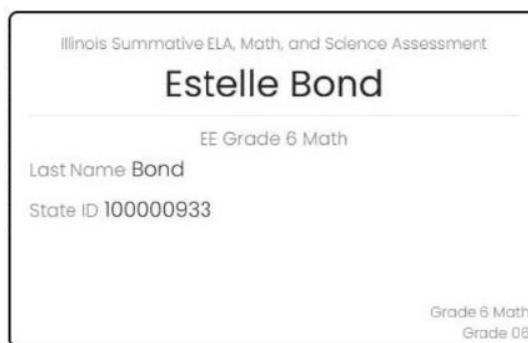 Illinois Summative ELA, Math, and Science Assessment
Estelle Bond
EE Grade 6 Math
Last Name Bond
State ID 100000933
Grade 6 Math
Grade 06